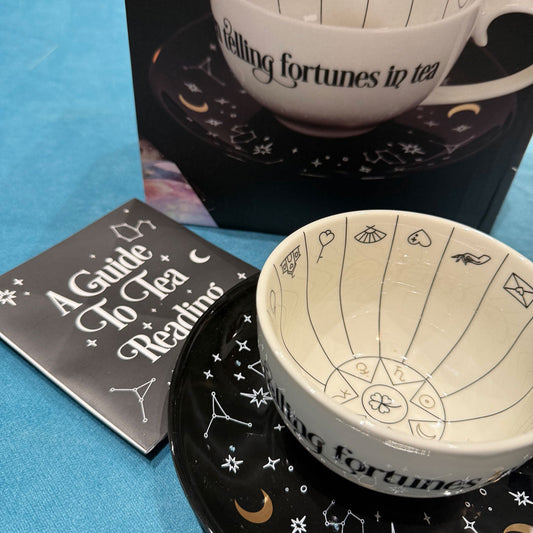 telling fortunes in tea
A Guide
To Tea
Reading
telling fortunes